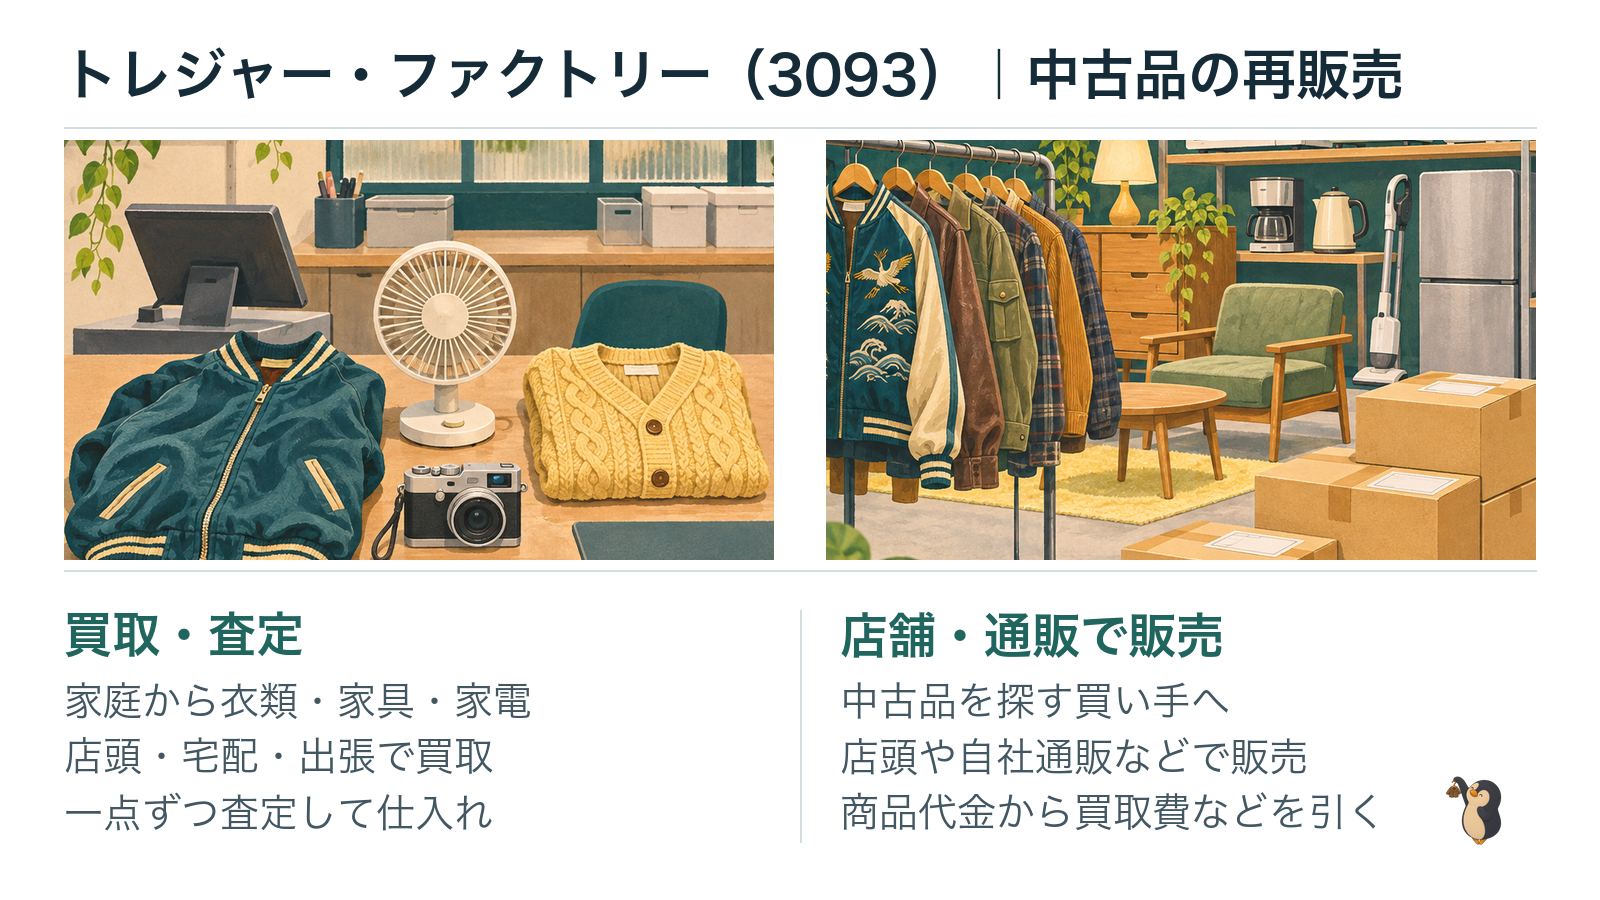 トレジャー・ファクトリー（3093）｜中古品の再販売
買取・査定
家庭から衣類・家具・家電
店頭・宅配・出張で買取
一点ずつ査定して仕入れ
店舗・通販で販売
中古品を探す買い手へ
店頭や自社通販などで販売
商品代金から買取費などを引く